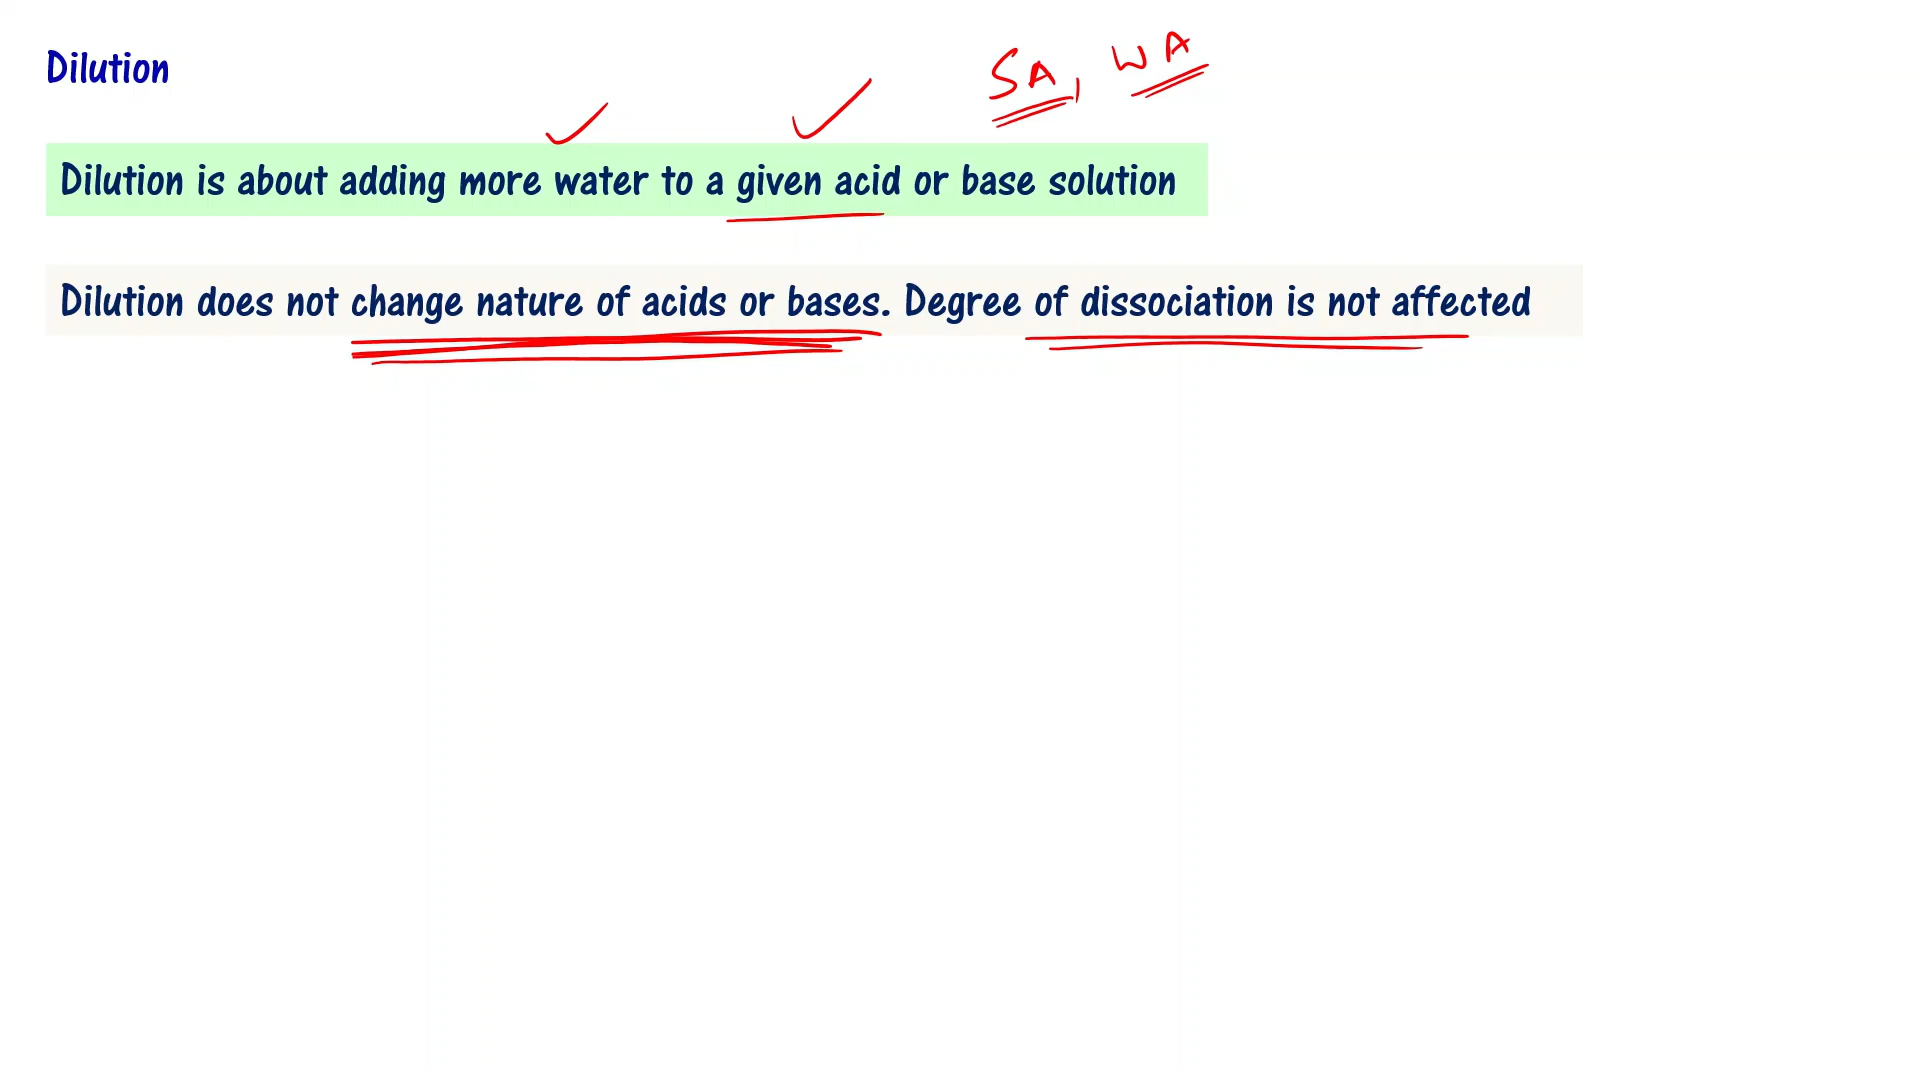 Dilution
SA, WA
Dilution is about adding more water to a given acid or base solution
Dilution does not change nature of acids or bases. Degree of dissociation is not affected